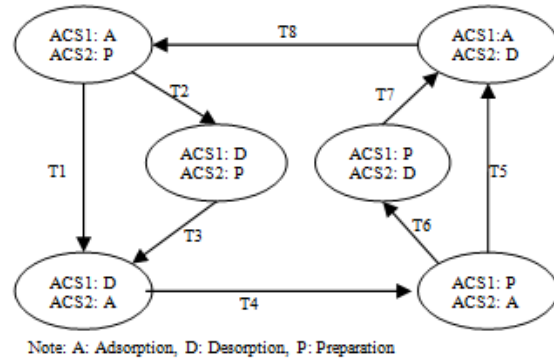 ACS1: A
ACS2: P
T8
ACS1:A
ACS2: D
T2
T7
ACS1: D
ACS2: P
ACS1: P
ACS2: D
T1
T5
T3
T6
ACS1: D
ACS2: A
T4
ACS1: P
ACS2: A
Note: A: Adsorption, D: Desorption, P: Preparation